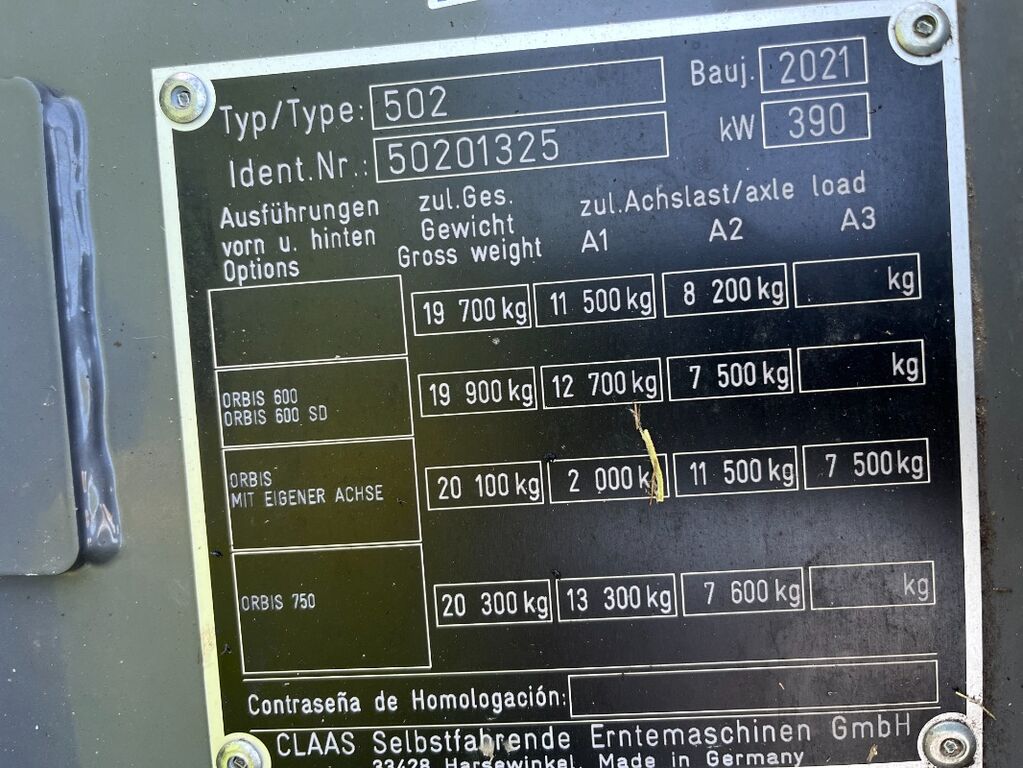 Typ/Type: 502 Bauj. 2021
Ident.Nr.: 50201325 kW 390
Ausführungen zul.Ges. zul.Achslast/axle load
vorn u. hinten Gewicht A1 A2 A3
Options Gross weight
19 700 kg 11 500 kg 8 200 kg kg
ORBIS 600 19 900 kg 12 700 kg 7 500 kg kg
ORBIS 600 SD
ORBIS 20 100 kg 2 000 kg 11 500 kg 7 500 kg
MIT EIGENER ACHSE
ORBIS 750 20 300 kg 13 300 kg 7 600 kg kg
Contraseña de Homologación:
CLAAS Selbstfahrende Erntemaschinen GmbH
33428 Harsewinkel, Made in Germany